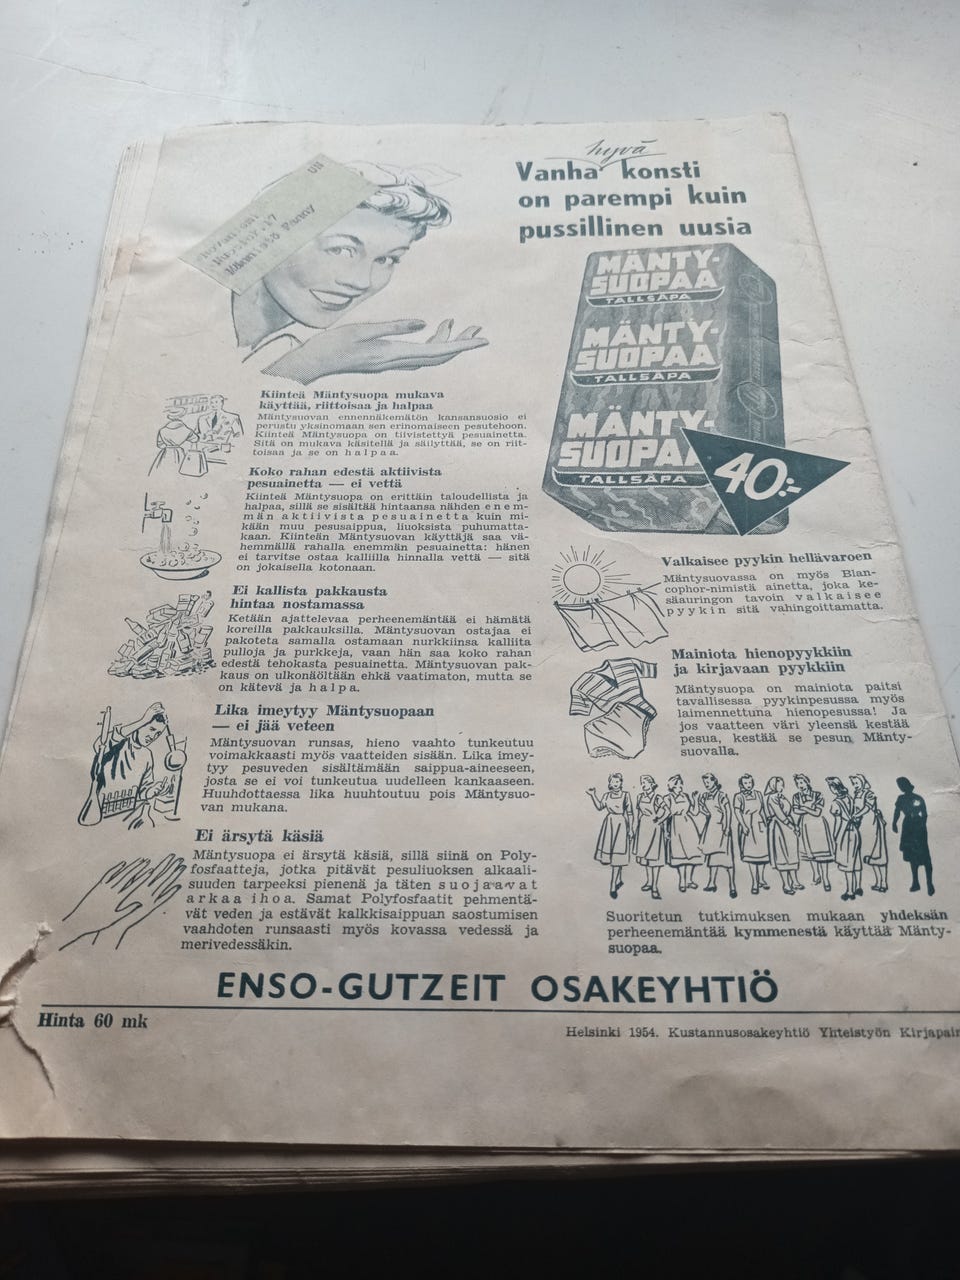 hyvä
Vanha konsti
on parempi kuin
pussillinen uusia
MÄNTY-
SUOPAA
TALLSÅPA
MÄNTY-
SUOPAA
TALLSÅPA
MÄNTY-
SUOPAA
TALLSÅPA
40:-
Kiinteä Mäntysuopa mukava
käyttää, riittoisaa ja halpaa
Mäntysuovan ennennäkemätön kansansuosio ei
perustu yksinomaan sen erinomaiseen pesutehoon.
Kiinteä Mäntysuopa on tiivistettyä pesuainetta.
Sitä on mukava käsitellä ja säilyttää, se on riit-
toisaa ja se on halpaa.
Koko rahan edestä aktiivista
pesuainetta — ei vettä
Kiinteä Mäntysuopa on erittäin taloudellista ja
halpaa, sillä se sisältää hintaansa nähden enem-
män aktiivista pesuainetta kuin mi-
kään muu pesusaippua, liuoksista puhumatta-
kaan. Kiinteän Mäntysuovan käyttäjä saa vä-
hemmällä rahalla enemmän pesuainetta: hänen
ei tarvitse ostaa kalliilla hinnalla vettä — sitä
on jokaisella kotonaan.
Ei kallista pakkausta
hintaa nostamassa
Ketään ajattelevaa perheenemäntää ei hämätä
koreilla pakkauksilla. Mäntysuovan ostajaa ei
pakoteta samalla ostamaan nurkkiinsa kalliita
pulloja ja purkkeja, vaan hän saa koko rahan
edestä tehokasta pesuainetta. Mäntysuovan pak-
kaus on ulkonäöltään ehkä vaatimaton, mutta se
on kätevä ja halpa.
Lika imeytyy Mäntysuopaan
— ei jää veteen
Mäntysuovan runsas, hieno vaahto tunkeutuu
voimakkaasti myös vaatteiden sisään. Lika imey-
tyy pesuveden sisältämään saippua-aineeseen,
josta se ei voi tunkeutua uudelleen kankaaseen.
Huuhdottaessa lika huuhtoutuu pois Mäntysuo-
van mukana.
Ei ärsytä käsiä
Mäntysuopa ei ärsytä käsiä, sillä siinä on Poly-
fosfaatteja, jotka pitävät pesuliuoksen alkaali-
suuden tarpeeksi pienenä ja täten suojaavat
arkaa ihoa. Samat Polyfosfaatit pehmentä-
vät veden ja estävät kalkkisaippuan saostumisen
vaahdoten runsaasti myös kovassa vedessä ja
merivedessäkin.
Valkaisee pyykin hellävaroen
Mäntysuovassa on myös Blan-
cophor-nimistä ainetta, joka ke-
säauringon tavoin valkaisee
pyykin sitä vahingoittamatta.
Mainiota hienopyykkiin
ja kirjavaan pyykkiin
Mäntysuopa on mainiota paitsi
tavallisessa pyykinpesussa myös
laimennettuna hienopesussa! Ja
jos vaatteen väri yleensä kestää
pesua, kestää se pesun Mänty-
suovalla.
Suoritetun tutkimuksen mukaan yhdeksän
perheenemäntää kymmenestä käyttää Mänty-
suopaa.
ENSO-GUTZEIT OSAKEYHTIÖ
Hinta 60 mk
Helsinki 1954. Kustannusosakeyhtiö Yhteistyön